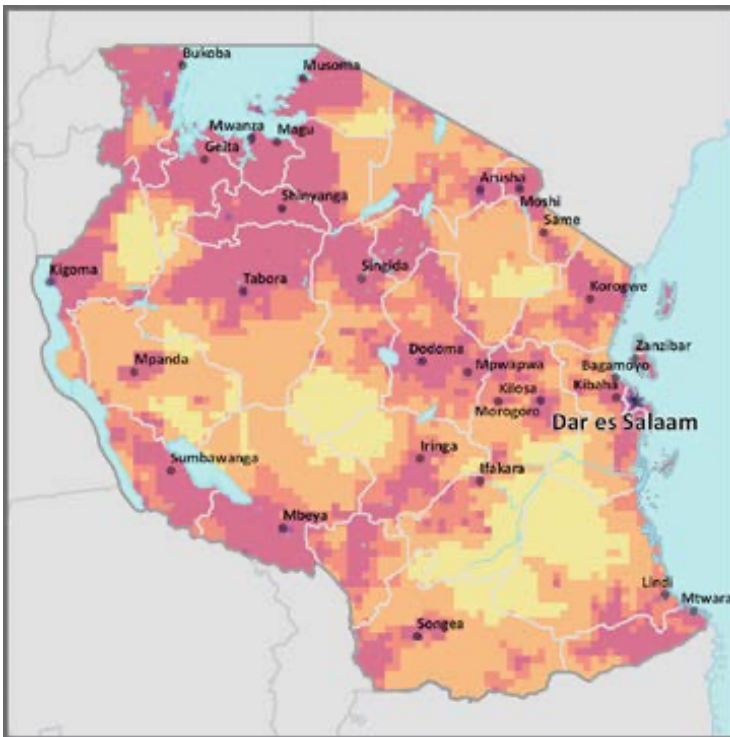 Bukoba
Musoma
Mwanza
Magu
Geita
Shinyanga
Arusha
Moshi
Same
Kigoma
Tabora
Singida
Korogwe
Mpanda
Dodoma
Mpwapwa
Zanzibar
Bagamoyo
Kilosa
Kibaha
Morogoro
Dar es Salaam
Sumbawanga
Iringa
Ifakara
Mbeya
Lindi
Mtwara
Songea